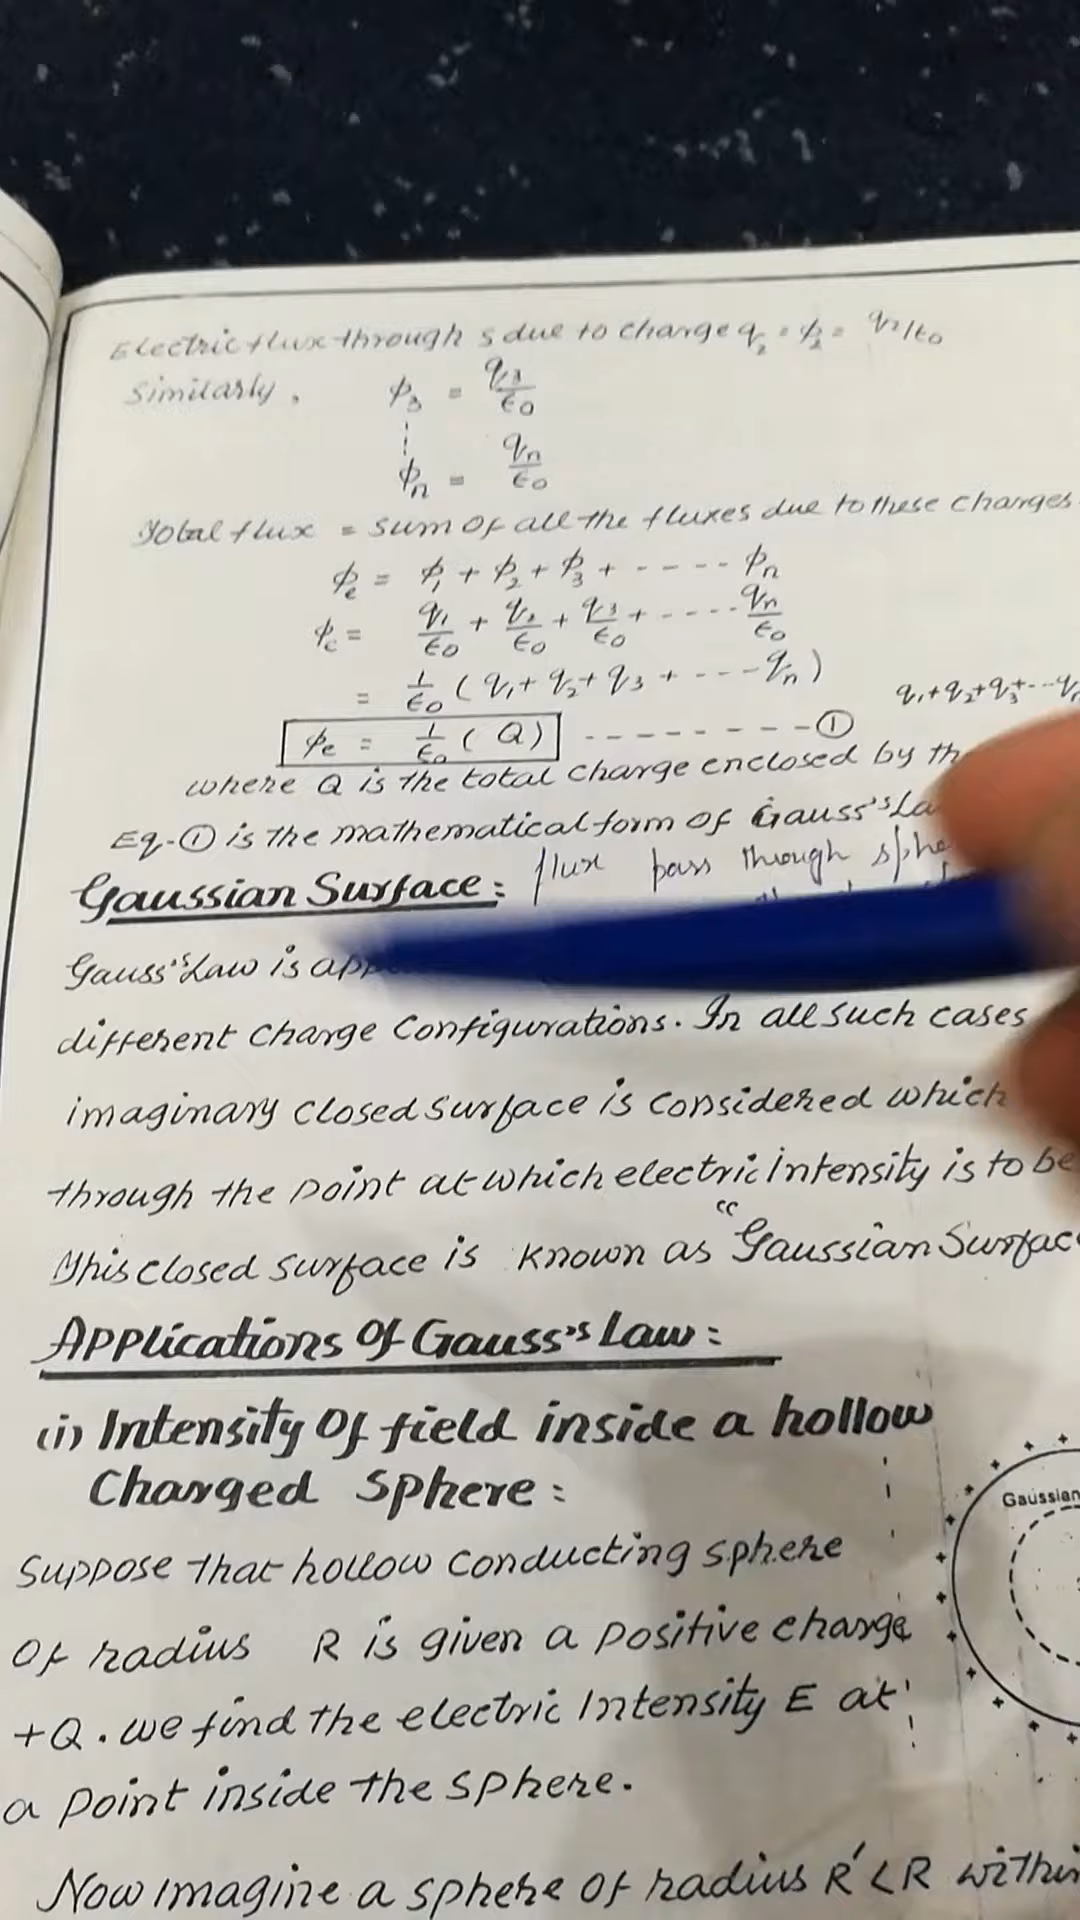 Electric flux through S due to charge q₂ = ϕ₂ = q₂/ϵ₀
Similarly, ϕ₃ = q₃/ϵ₀
ϕₙ = qₙ/ϵ₀
Total flux = sum of all the fluxes due to these charges
ϕₑ = ϕ₁ + ϕ₂ + ϕ₃ + ---- ϕₙ
ϕₑ = q₁/ϵ₀ + q₂/ϵ₀ + q₃/ϵ₀ + ---- qₙ/ϵ₀
= 1/ϵ₀ (q₁ + q₂ + q₃ + --- qₙ)
q₁+q₂+q₃+---
ϕₑ = 1/ϵ₀ (Q) -------- ①
where Q is the total charge enclosed by
Eq-① is the mathematical form of Gauss's
Gaussian Surface:
flux pass through
Gauss's Law is
different charge configurations. In all such cases
imaginary closed surface is considered which
through the point at which electric intensity is to be
This closed surface is known as "Gaussian
Applications Of Gauss's Law:
(i) Intensity Of field inside a hollow
Charged Sphere:
Gaussian
Suppose that hollow conducting sphere
of radius R is given a positive charge
+Q. we find the electric Intensity E at
a point inside the sphere.
Now imagine a sphere of radius R′ < R within